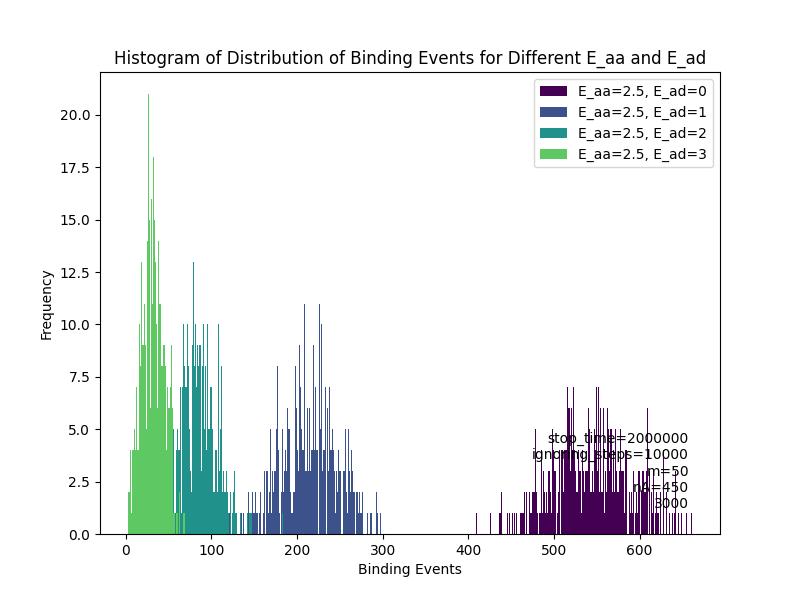 Histogram of Distribution of Binding Events for Different E_aa and E_ad
E_aa=2.5, E_ad=0
E_aa=2.5, E_ad=1
E_aa=2.5, E_ad=2
E_aa=2.5, E_ad=3
Frequency
20.0
17.5
15.0
12.5
10.0
7.5
5.0
2.5
0.0
stop_time=2000000
ignoring_steps=10000
m=50
nA=450
3000
0
100
200
300
400
500
600
Binding Events